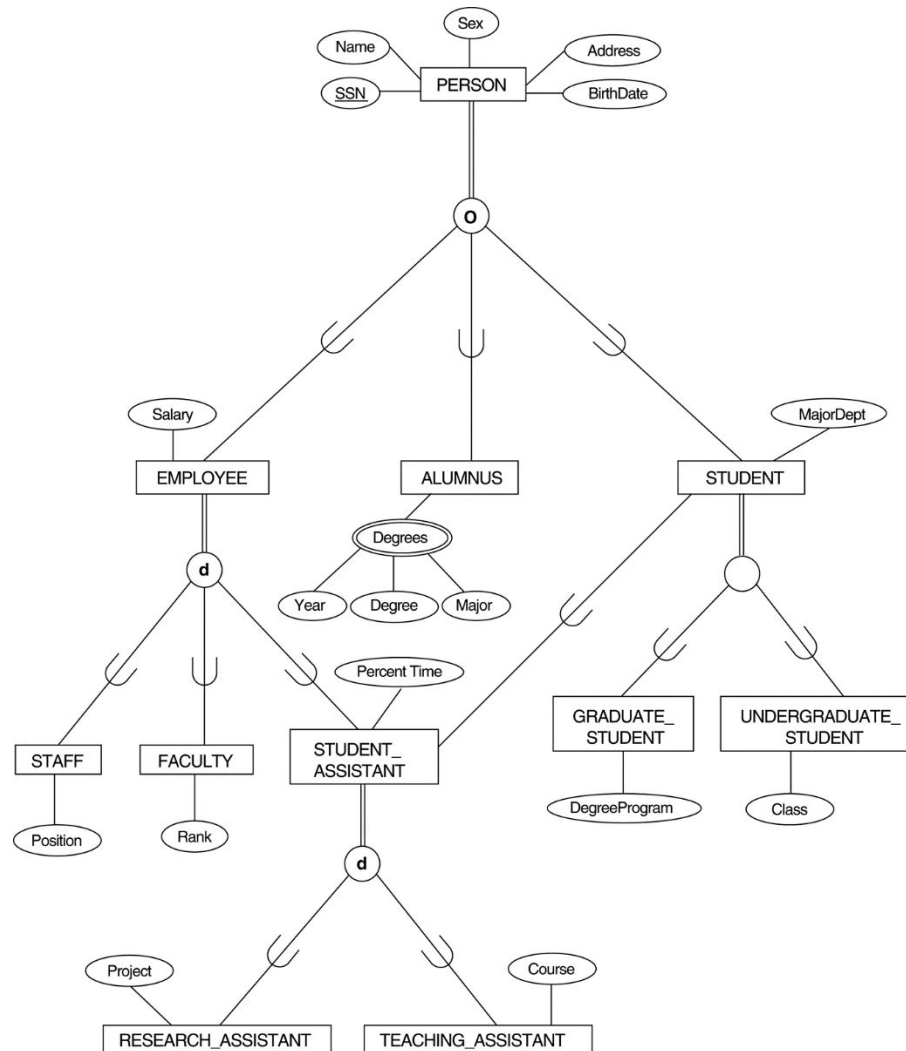 Sex
Name
Address
PERSON
SSN
BirthDate
O
Salary
MajorDept
EMPLOYEE
ALUMNUS
STUDENT
Degrees
d
Year
Degree
Major
Percent Time
GRADUATE_
STUDENT
UNDERGRADUATE_
STUDENT
STAFF
FACULTY
STUDENT_
ASSISTANT
DegreeProgram
Class
Position
Rank
d
Project
Course
RESEARCH_ASSISTANT
TEACHING_ASSISTANT